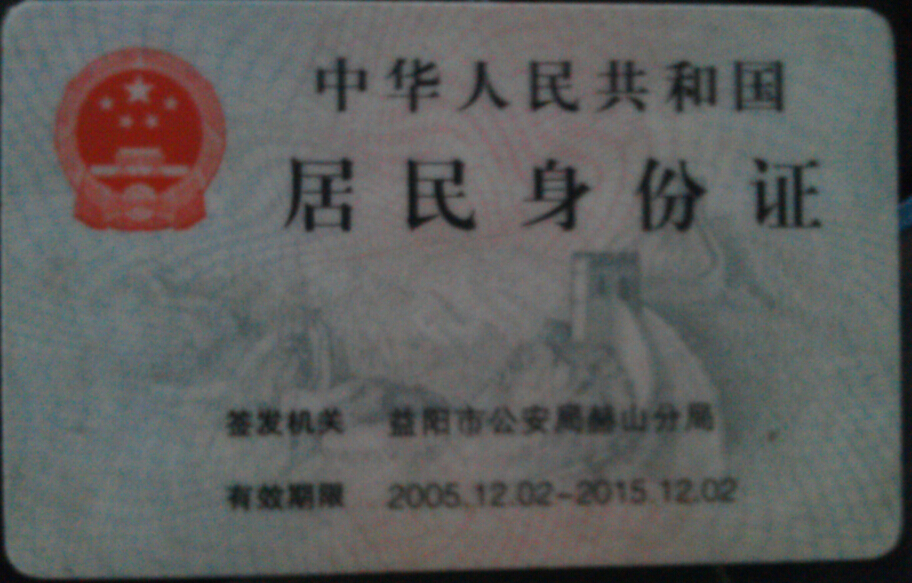 中华人民共和国
居民身份证
签发机关 益阳市公安局赫山分局
有效期限 2005.12.02-2015.12.02